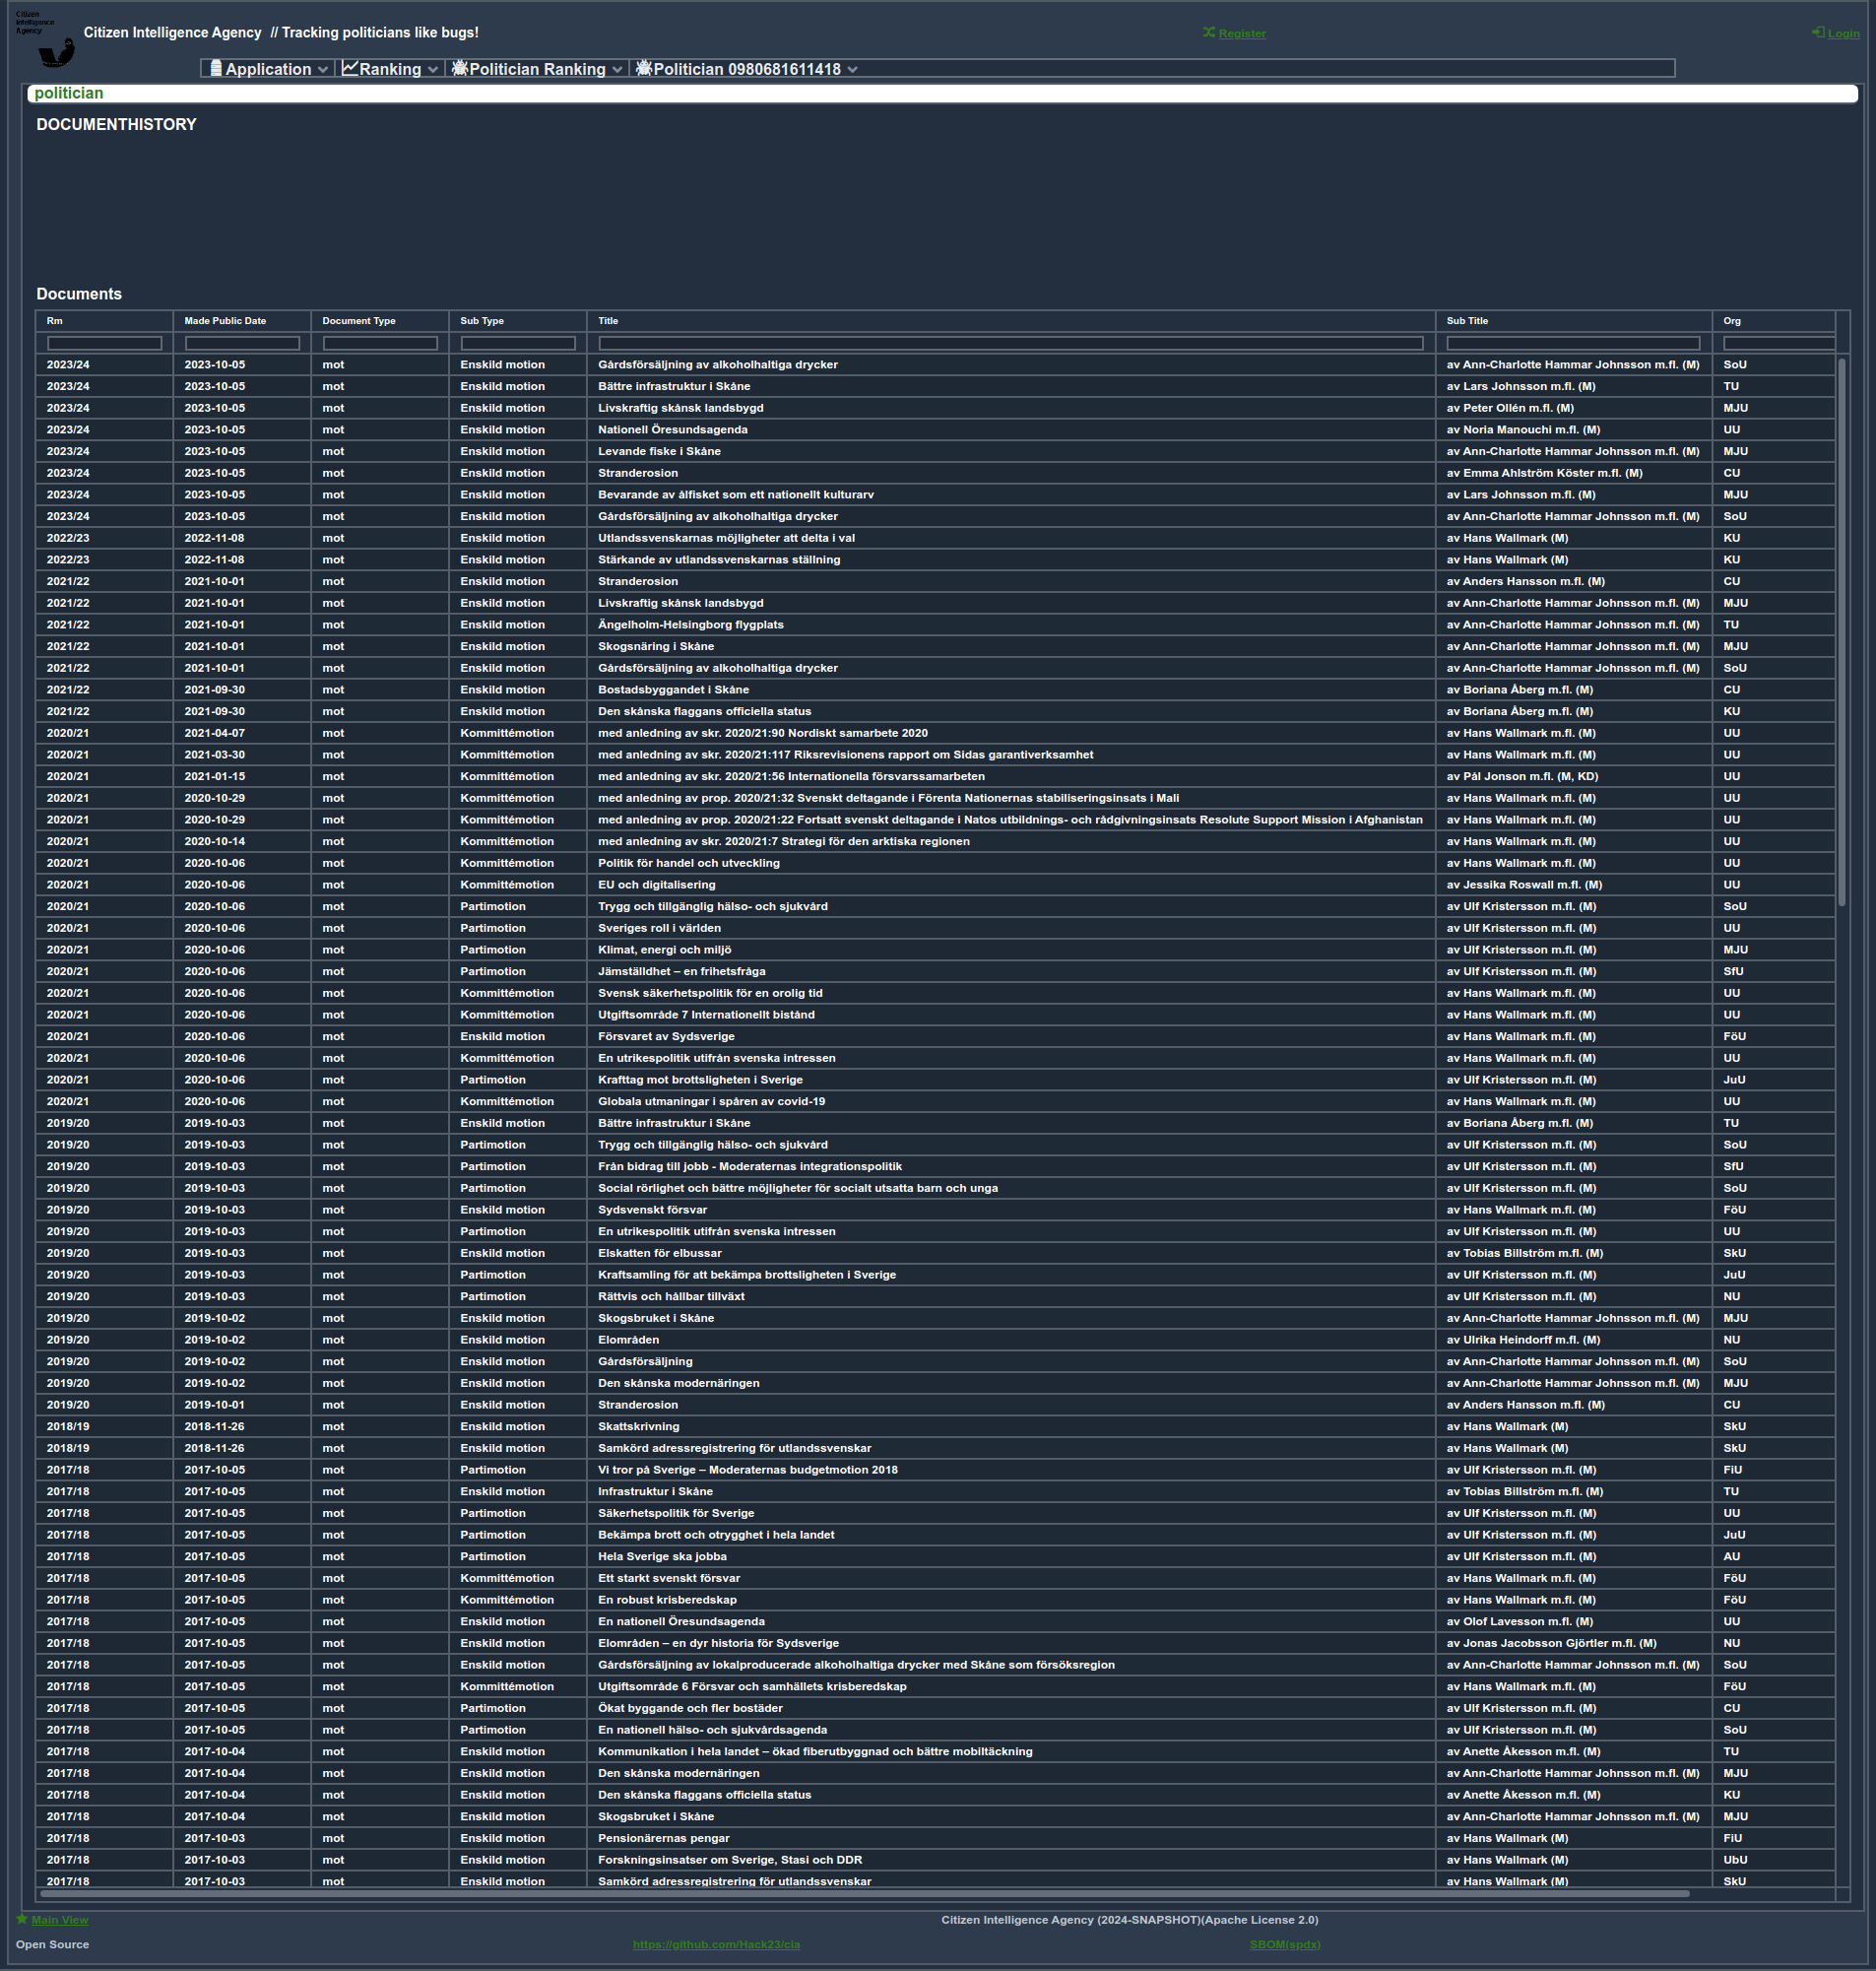 Citizen
Intelligence
Agency
Citizen Intelligence Agency // Tracking politicians like bugs!
Register
Login
Application
Ranking
Politician Ranking
Politician 0980681611418
politician
DOCUMENTHISTORY
Documents
Rm Made Public Date Document Type Sub Type Title Sub Title Org
2023/24 2023-10-05 mot Enskild motion Gårdsförsäljning av alkoholhaltiga drycker av Ann-Charlotte Hammar Johnsson m.fl. (M) SoU
2023/24 2023-10-05 mot Enskild motion Bättre infrastruktur i Skåne av Lars Johnsson m.fl. (M) TU
2023/24 2023-10-05 mot Enskild motion Livskraftig skånsk landsbygd av Peter Ollén m.fl. (M) MJU
2023/24 2023-10-05 mot Enskild motion Nationell Öresundsagenda av Noria Manouchi m.fl. (M) UU
2023/24 2023-10-05 mot Enskild motion Levande fiske i Skåne av Ann-Charlotte Hammar Johnsson m.fl. (M) MJU
2023/24 2023-10-05 mot Enskild motion Stranderosion av Emma Ahlström Köster m.fl. (M) CU
2023/24 2023-10-05 mot Enskild motion Bevarande av ålfisket som ett nationellt kulturarv av Lars Johnsson m.fl. (M) MJU
2023/24 2023-10-05 mot Enskild motion Gårdsförsäljning av alkoholhaltiga drycker av Ann-Charlotte Hammar Johnsson m.fl. (M) SoU
2022/23 2022-11-08 mot Enskild motion Utlandssvenskarnas möjligheter att delta i val av Hans Wallmark (M) KU
2022/23 2022-11-08 mot Enskild motion Stärkande av utlandssvenskarnas ställning av Hans Wallmark (M) KU
2021/22 2021-10-01 mot Enskild motion Stranderosion av Anders Hansson m.fl. (M) CU
2021/22 2021-10-01 mot Enskild motion Livskraftig skånsk landsbygd av Ann-Charlotte Hammar Johnsson m.fl. (M) MJU
2021/22 2021-10-01 mot Enskild motion Ängelholm-Helsingborg flygplats av Ann-Charlotte Hammar Johnsson m.fl. (M) TU
2021/22 2021-10-01 mot Enskild motion Skogsnäring i Skåne av Ann-Charlotte Hammar Johnsson m.fl. (M) MJU
2021/22 2021-10-01 mot Enskild motion Gårdsförsäljning av alkoholhaltiga drycker av Ann-Charlotte Hammar Johnsson m.fl. (M) SoU
2021/22 2021-09-30 mot Enskild motion Bostadsbyggandet i Skåne av Boriana Åberg m.fl. (M) CU
2021/22 2021-09-30 mot Enskild motion Den skånska flaggans officiella status av Boriana Åberg m.fl. (M) KU
2020/21 2021-04-07 mot Kommittémotion med anledning av skr. 2020/21:90 Nordiskt samarbete 2020 av Hans Wallmark m.fl. (M) UU
2020/21 2021-03-30 mot Kommittémotion med anledning av skr. 2020/21:117 Riksrevisionens rapport om Sidas garantiverksamhet av Hans Wallmark m.fl. (M) UU
2020/21 2021-01-15 mot Kommittémotion med anledning av skr. 2020/21:56 Internationella försvarssamarbeten av Pål Jonson m.fl. (M, KD) UU
2020/21 2020-10-29 mot Kommittémotion med anledning av prop. 2020/21:32 Svenskt deltagande i Förenta Nationernas stabiliseringsinsats i Mali av Hans Wallmark m.fl. (M) UU
2020/21 2020-10-29 mot Kommittémotion med anledning av prop. 2020/21:22 Fortsatt svenskt deltagande i Natos utbildnings- och rådgivningsinsats Resolute Support Mission i Afghanistan av Hans Wallmark m.fl. (M) UU
2020/21 2020-10-14 mot Kommittémotion med anledning av skr. 2020/21:7 Strategi för den arktiska regionen av Hans Wallmark m.fl. (M) UU
2020/21 2020-10-06 mot Kommittémotion Politik för handel och utveckling av Hans Wallmark m.fl. (M) UU
2020/21 2020-10-06 mot Kommittémotion EU och digitalisering av Jessika Roswall m.fl. (M) UU
2020/21 2020-10-06 mot Partimotion Trygg och tillgänglig hälso- och sjukvård av Ulf Kristersson m.fl. (M) SoU
2020/21 2020-10-06 mot Partimotion Sveriges roll i världen av Ulf Kristersson m.fl. (M) UU
2020/21 2020-10-06 mot Partimotion Klimat, energi och miljö av Ulf Kristersson m.fl. (M) MJU
2020/21 2020-10-06 mot Partimotion Jämställdhet – en frihetsfråga av Ulf Kristersson m.fl. (M) SfU
2020/21 2020-10-06 mot Kommittémotion Svensk säkerhetspolitik för en orolig tid av Hans Wallmark m.fl. (M) UU
2020/21 2020-10-06 mot Kommittémotion Utgiftsområde 7 Internationellt bistånd av Hans Wallmark m.fl. (M) UU
2020/21 2020-10-06 mot Enskild motion Försvaret av Sydsverige av Hans Wallmark m.fl. (M) FöU
2020/21 2020-10-06 mot Kommittémotion En utrikespolitik utifrån svenska intressen av Hans Wallmark m.fl. (M) UU
2020/21 2020-10-06 mot Partimotion Krafttag mot brottsligheten i Sverige av Ulf Kristersson m.fl. (M) JuU
2020/21 2020-10-06 mot Kommittémotion Globala utmaningar i spåren av covid-19 av Hans Wallmark m.fl. (M) UU
2019/20 2019-10-03 mot Enskild motion Bättre infrastruktur i Skåne av Boriana Åberg m.fl. (M) TU
2019/20 2019-10-03 mot Partimotion Trygg och tillgänglig hälso- och sjukvård av Ulf Kristersson m.fl. (M) SoU
2019/20 2019-10-03 mot Partimotion Från bidrag till jobb - Moderaternas integrationspolitik av Ulf Kristersson m.fl. (M) SfU
2019/20 2019-10-03 mot Partimotion Social rörlighet och bättre möjligheter för socialt utsatta barn och unga av Ulf Kristersson m.fl. (M) SoU
2019/20 2019-10-03 mot Enskild motion Sydsvenskt försvar av Hans Wallmark m.fl. (M) FöU
2019/20 2019-10-03 mot Partimotion En utrikespolitik utifrån svenska intressen av Ulf Kristersson m.fl. (M) UU
2019/20 2019-10-03 mot Enskild motion Elskatten för elbussar av Tobias Billström m.fl. (M) SkU
2019/20 2019-10-03 mot Partimotion Kraftsamling för att bekämpa brottsligheten i Sverige av Ulf Kristersson m.fl. (M) JuU
2019/20 2019-10-03 mot Partimotion Rättvis och hållbar tillväxt av Ulf Kristersson m.fl. (M) NU
2019/20 2019-10-02 mot Enskild motion Skogsbruket i Skåne av Ann-Charlotte Hammar Johnsson m.fl. (M) MJU
2019/20 2019-10-02 mot Enskild motion Elområden av Ulrika Heindorff m.fl. (M) NU
2019/20 2019-10-02 mot Enskild motion Gårdsförsäljning av Ann-Charlotte Hammar Johnsson m.fl. (M) SoU
2019/20 2019-10-02 mot Enskild motion Den skånska modernäringen av Ann-Charlotte Hammar Johnsson m.fl. (M) MJU
2019/20 2019-10-01 mot Enskild motion Stranderosion av Anders Hansson m.fl. (M) CU
2018/19 2018-11-26 mot Enskild motion Skattskrivning av Hans Wallmark (M) SkU
2018/19 2018-11-26 mot Enskild motion Samkörd adressregistrering för utlandssvenskar av Hans Wallmark (M) SkU
2017/18 2017-10-05 mot Partimotion Vi tror på Sverige – Moderaternas budgetmotion 2018 av Ulf Kristersson m.fl. (M) FiU
2017/18 2017-10-05 mot Enskild motion Infrastruktur i Skåne av Tobias Billström m.fl. (M) TU
2017/18 2017-10-05 mot Partimotion Säkerhetspolitik för Sverige av Ulf Kristersson m.fl. (M) UU
2017/18 2017-10-05 mot Partimotion Bekämpa brott och otrygghet i hela landet av Ulf Kristersson m.fl. (M) JuU
2017/18 2017-10-05 mot Partimotion Hela Sverige ska jobba av Ulf Kristersson m.fl. (M) AU
2017/18 2017-10-05 mot Kommittémotion Ett starkt svenskt försvar av Hans Wallmark m.fl. (M) FöU
2017/18 2017-10-05 mot Kommittémotion En robust krisberedskap av Hans Wallmark m.fl. (M) FöU
2017/18 2017-10-05 mot Enskild motion En nationell Öresundsagenda av Olof Lavesson m.fl. (M) UU
2017/18 2017-10-05 mot Enskild motion Elområden – en dyr historia för Sydsverige av Jonas Jacobsson Gjörtler m.fl. (M) NU
2017/18 2017-10-05 mot Enskild motion Gårdsförsäljning av lokalproducerade alkoholhaltiga drycker med Skåne som försöksregion av Ann-Charlotte Hammar Johnsson m.fl. (M) SoU
2017/18 2017-10-05 mot Kommittémotion Utgiftsområde 6 Försvar och samhällets krisberedskap av Hans Wallmark m.fl. (M) FöU
2017/18 2017-10-05 mot Partimotion Ökat byggande och fler bostäder av Ulf Kristersson m.fl. (M) CU
2017/18 2017-10-05 mot Partimotion En nationell hälso- och sjukvårdsagenda av Ulf Kristersson m.fl. (M) SoU
2017/18 2017-10-04 mot Enskild motion Kommunikation i hela landet – ökad fiberutbyggnad och bättre mobiltäckning av Anette Åkesson m.fl. (M) TU
2017/18 2017-10-04 mot Enskild motion Den skånska modernäringen av Ann-Charlotte Hammar Johnsson m.fl. (M) MJU
2017/18 2017-10-04 mot Enskild motion Den skånska flaggans officiella status av Anette Åkesson m.fl. (M) KU
2017/18 2017-10-04 mot Enskild motion Skogsbruket i Skåne av Ann-Charlotte Hammar Johnsson m.fl. (M) MJU
2017/18 2017-10-03 mot Enskild motion Pensionärernas pengar av Hans Wallmark (M) FiU
2017/18 2017-10-03 mot Enskild motion Forskningsinsatser om Sverige, Stasi och DDR av Hans Wallmark (M) UbU
2017/18 2017-10-03 mot Enskild motion Samkörd adressregistrering för utlandssvenskar av Hans Wallmark (M) SkU
Main View
Citizen Intelligence Agency (2024-SNAPSHOT)(Apache License 2.0)
Open Source
https://github.com/Hack23/cia
SBOM(spdx)